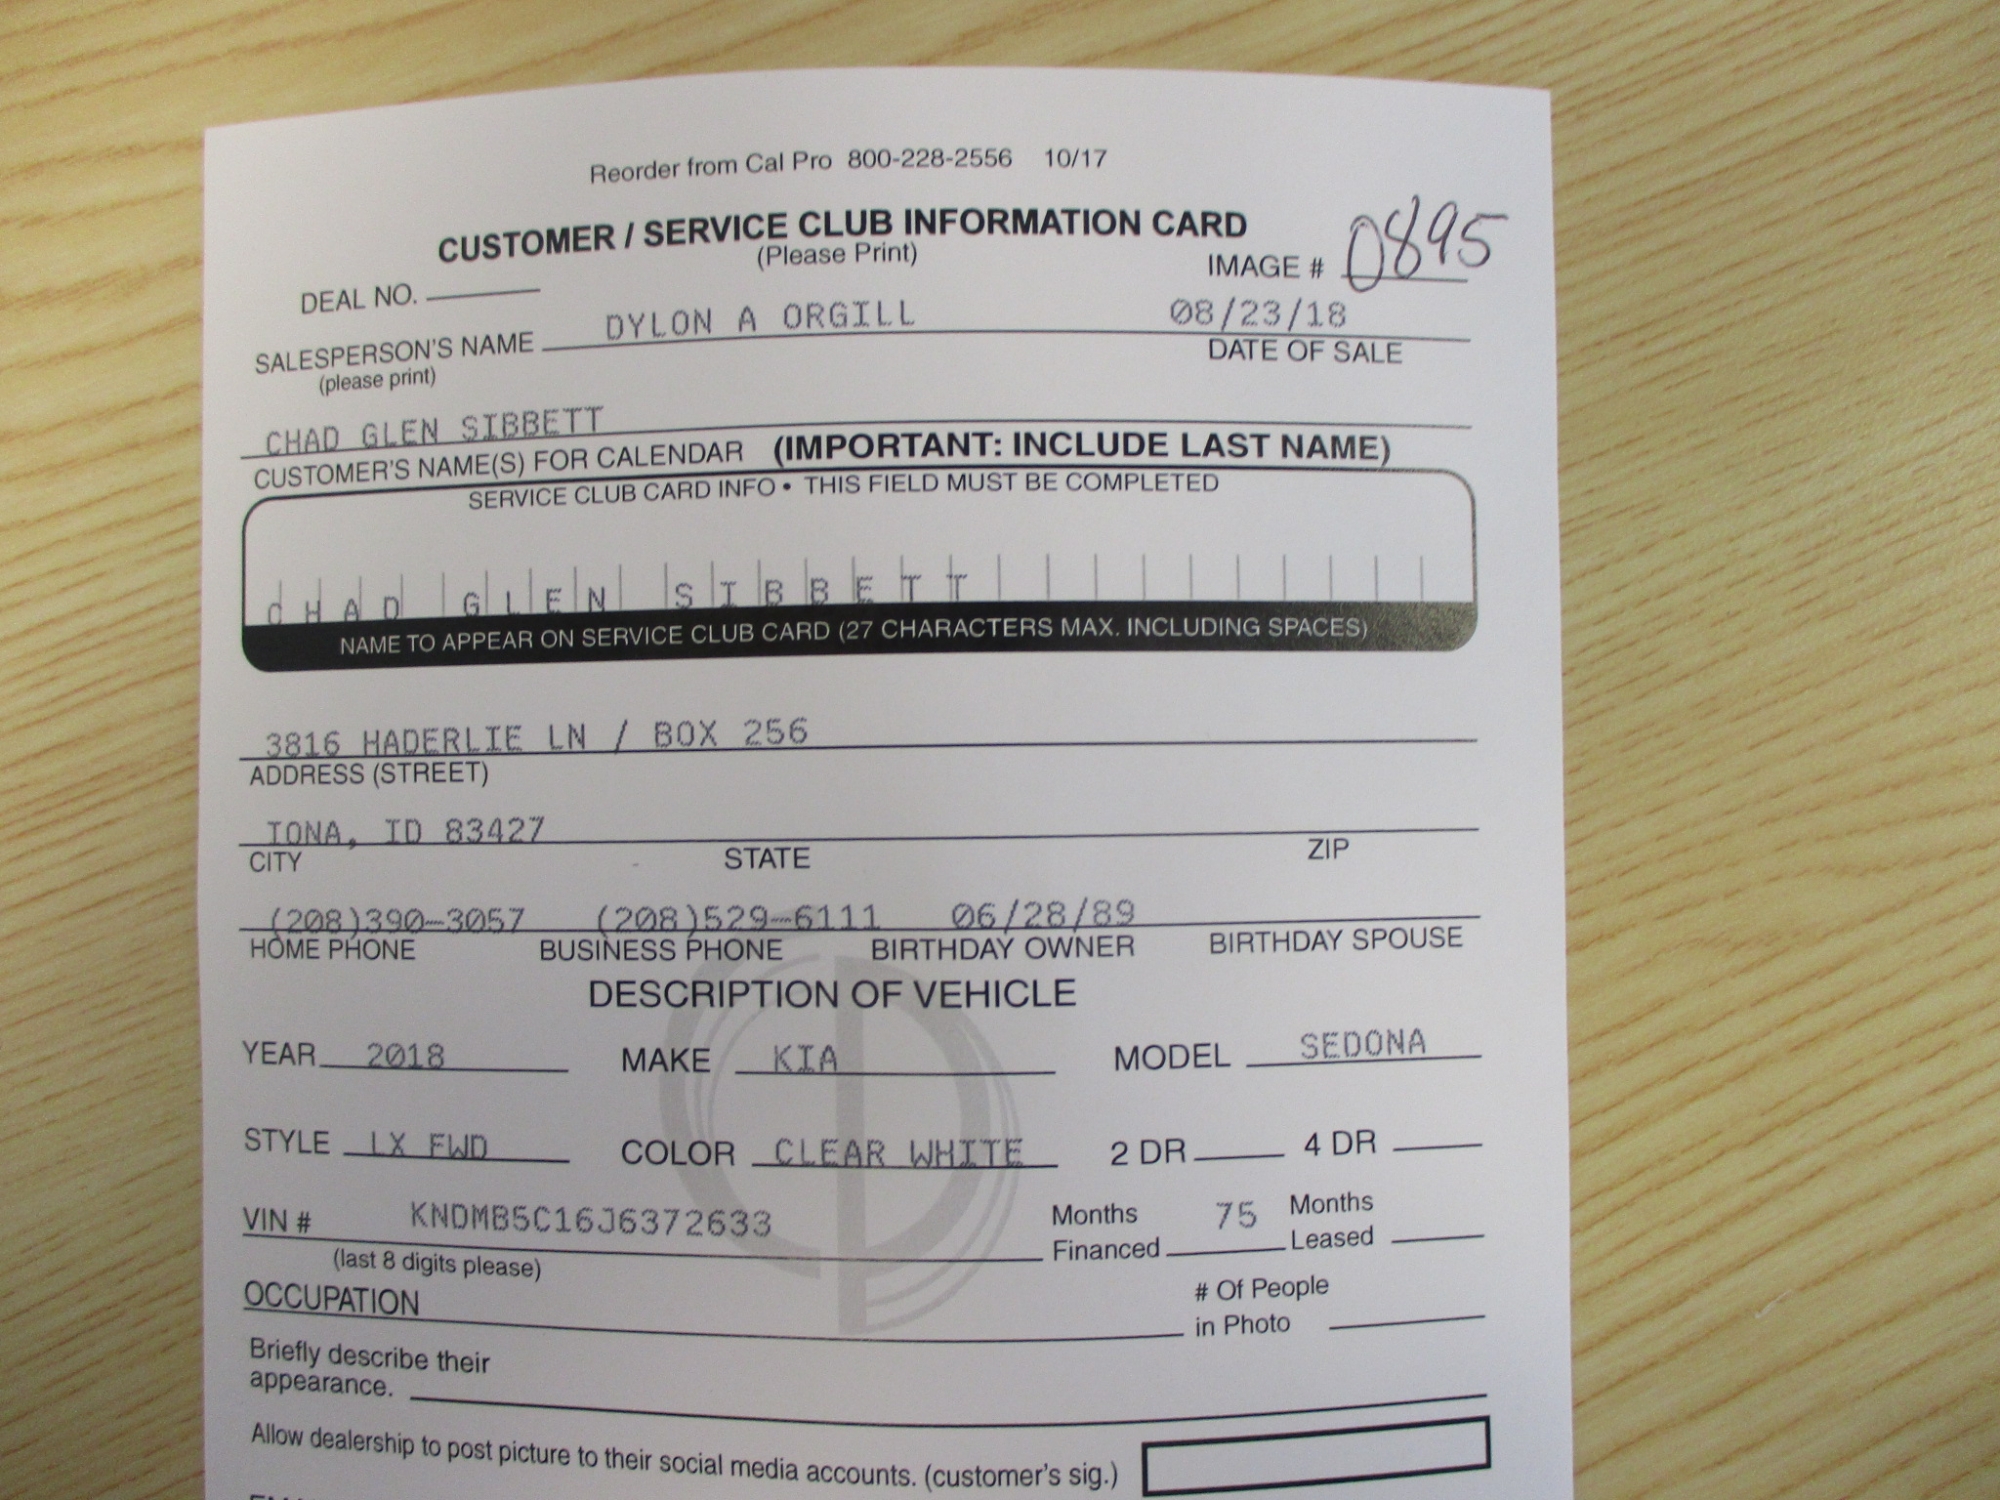 Reorder from Cal Pro 800-228-2556 10/17
CUSTOMER / SERVICE CLUB INFORMATION CARD
(Please Print)
IMAGE # 0895
DEAL NO.
SALESPERSON'S NAME DYLON A ORGILL 08/23/18
(please print) DATE OF SALE
CHAD GLEN SIBBETT
CUSTOMER'S NAME(S) FOR CALENDAR (IMPORTANT: INCLUDE LAST NAME)
SERVICE CLUB CARD INFO • THIS FIELD MUST BE COMPLETED
CHAD GLEN SIBBETT
NAME TO APPEAR ON SERVICE CLUB CARD (27 CHARACTERS MAX. INCLUDING SPACES)
3816 HADERLIE LN / BOX 256
ADDRESS (STREET)
IONA, ID 83427
CITY STATE ZIP
(208)390-3057 (208)529-6111 06/28/89
HOME PHONE BUSINESS PHONE BIRTHDAY OWNER BIRTHDAY SPOUSE
DESCRIPTION OF VEHICLE
YEAR 2018 MAKE KIA MODEL SEDONA
STYLE LX FWD COLOR CLEAR WHITE 2 DR 4 DR
VIN # KNDMB5C16J6372633 Months Financed 75 Months Leased
(last 8 digits please)
OCCUPATION # Of People in Photo
Briefly describe their
appearance.
Allow dealership to post picture to their social media accounts. (customer's sig.)